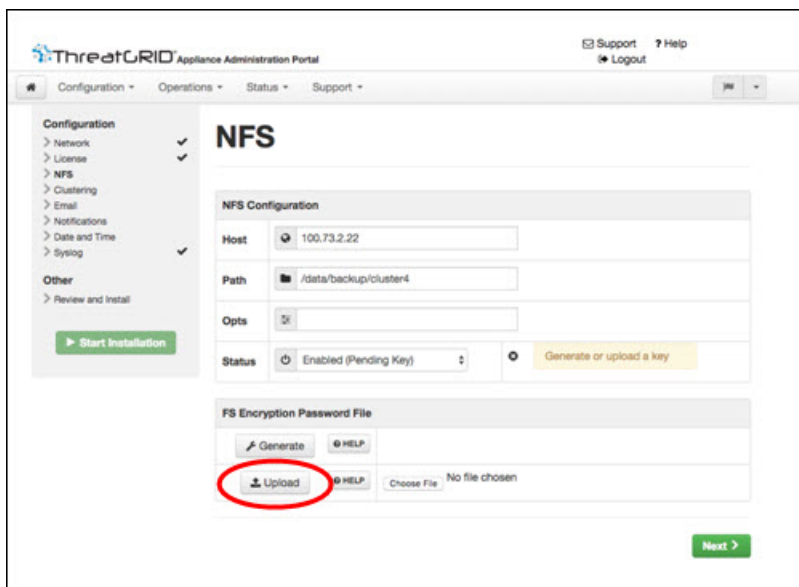 Support ? Help
ThreatGRID Appliance Administration Portal
Logout
Configuration Operations Status Support
Configuration
Network
License
NFS
Clustering
Email
Notifications
Date and Time
Syslog
Other
Review and Install
Start Installation
NFS
NFS Configuration
Host 100.73.2.22
Path /data/backup/cluster4
Opts
Status Enabled (Pending Key) Generate or upload a key
FS Encryption Password File
Generate HELP
Upload HELP Choose File No file chosen
Next